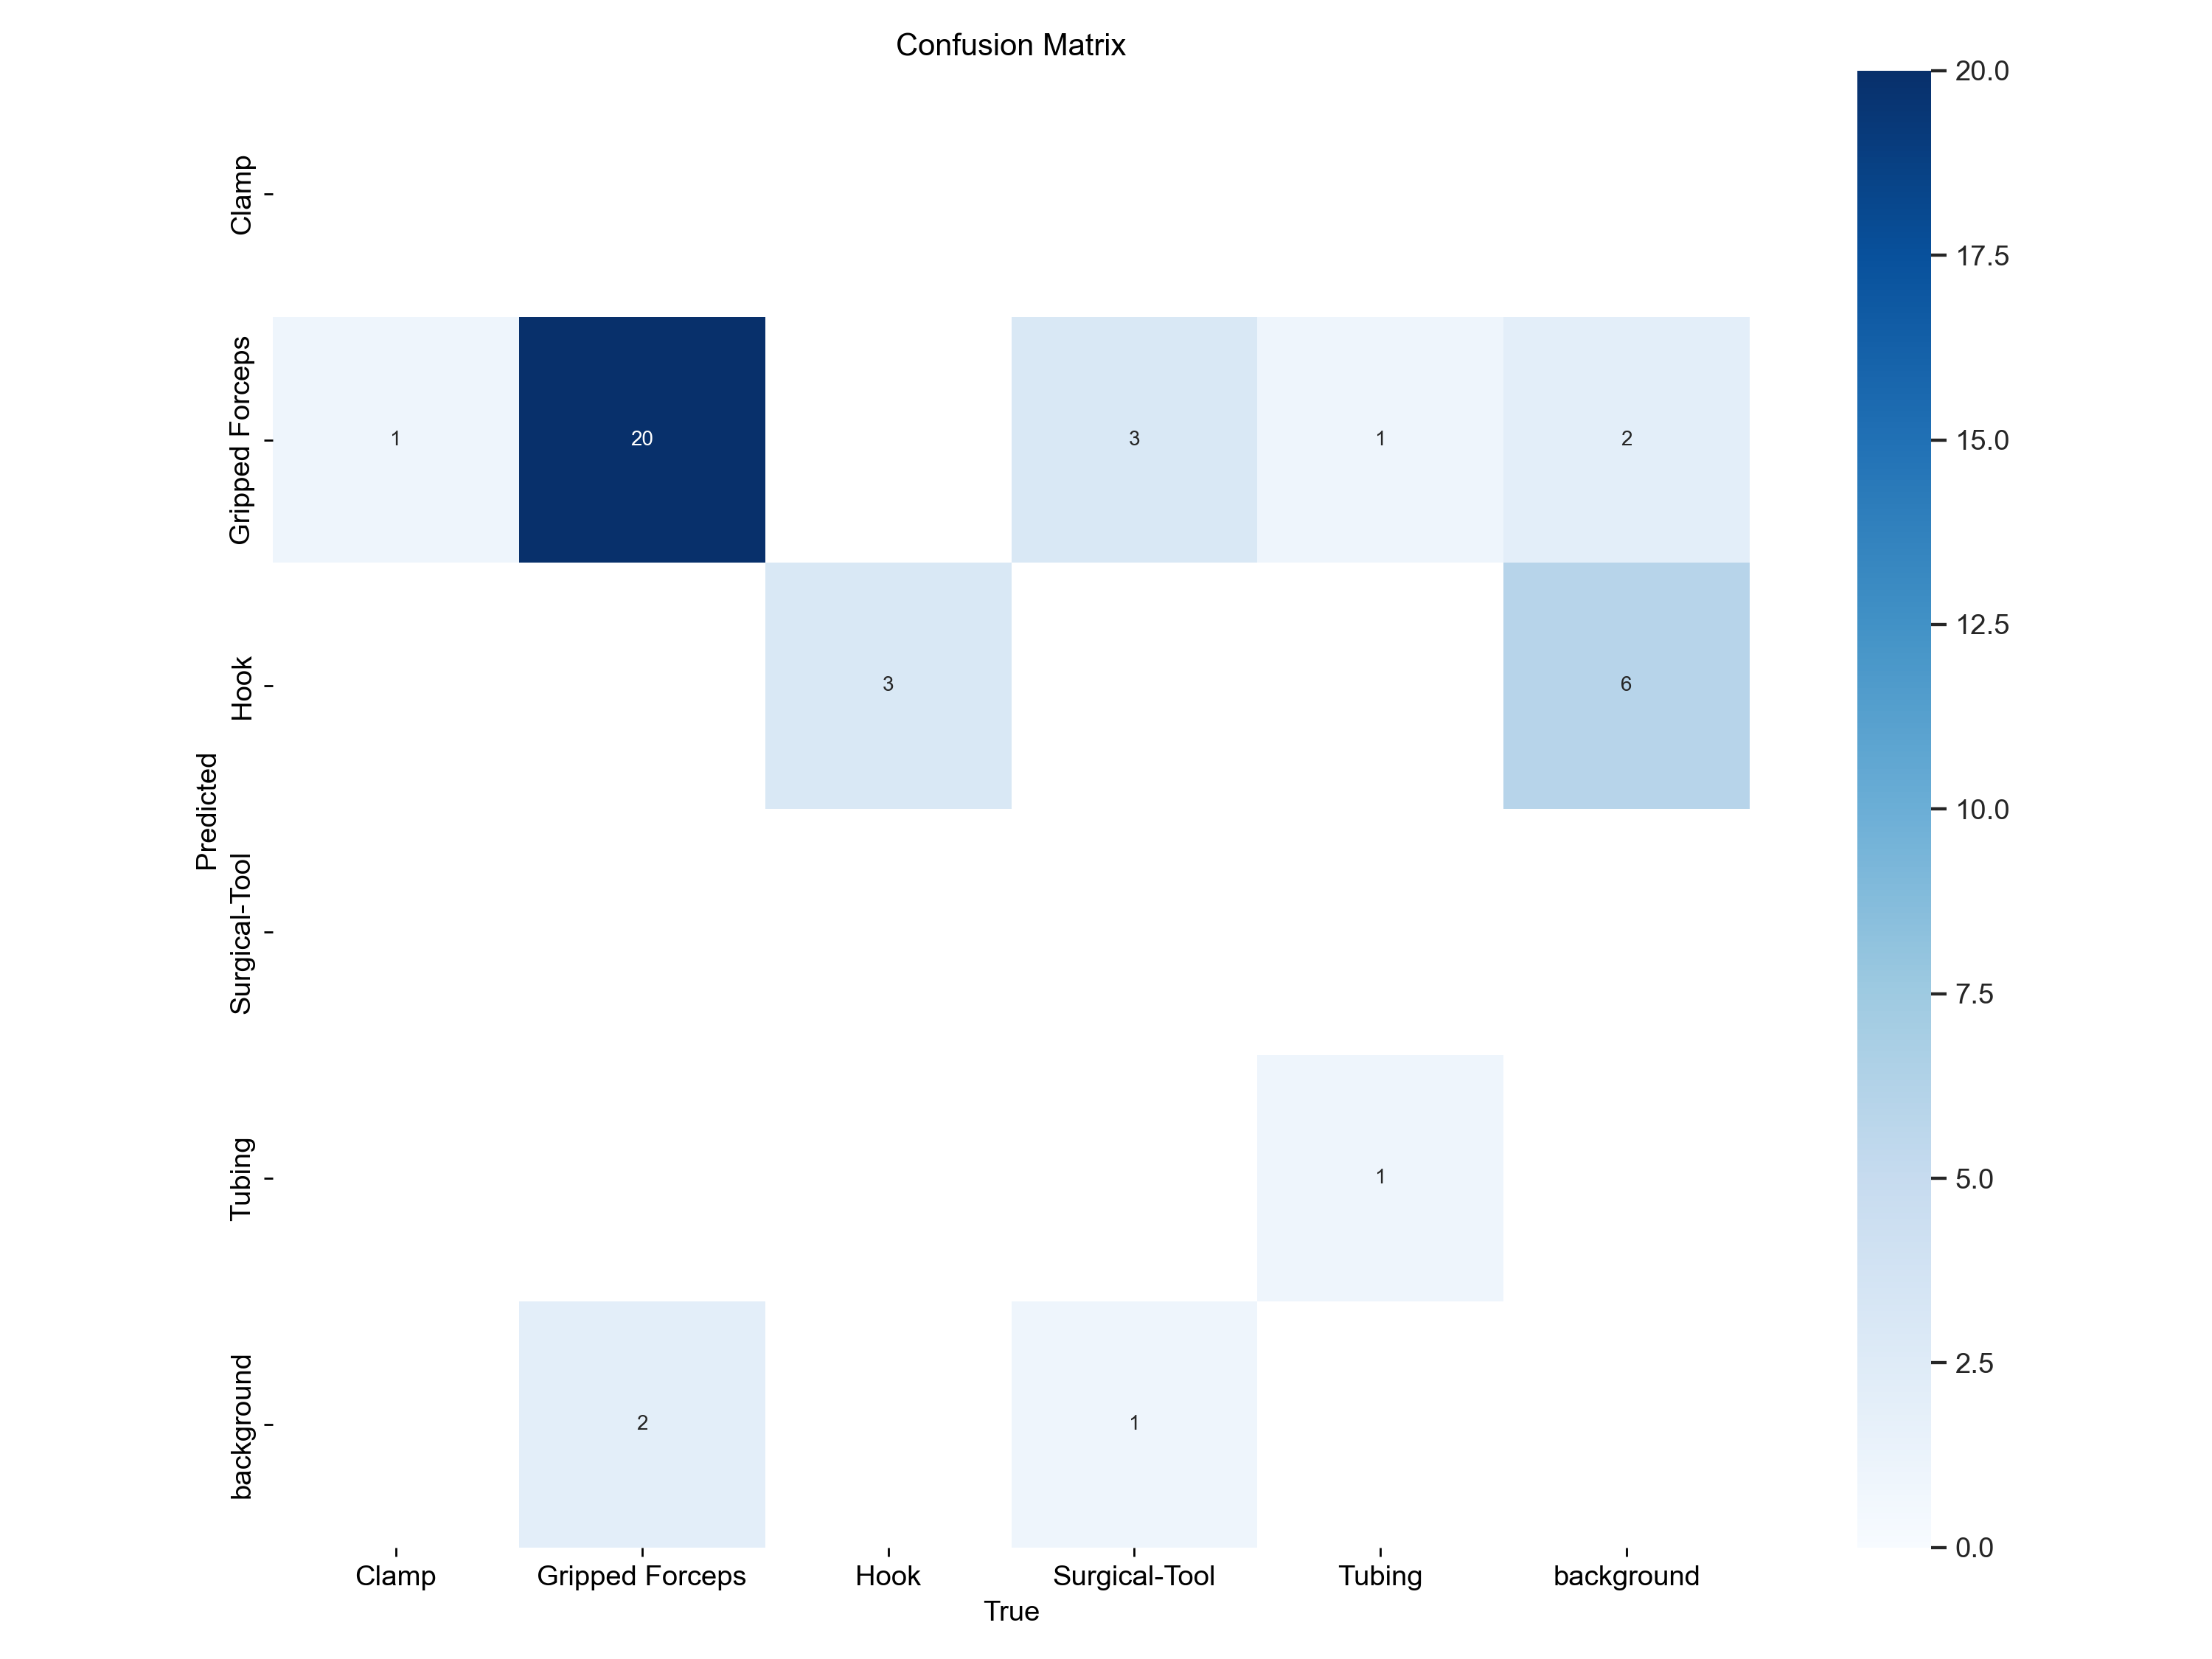 Confusion Matrix
Clamp
Gripped Forceps
Hook
Surgical-Tool
Tubing
background
Predicted
1 20 3 1 2
3 6
1
2 1
Clamp Gripped Forceps Hook Surgical-Tool Tubing background
True
20.0
17.5
15.0
12.5
10.0
7.5
5.0
2.5
0.0